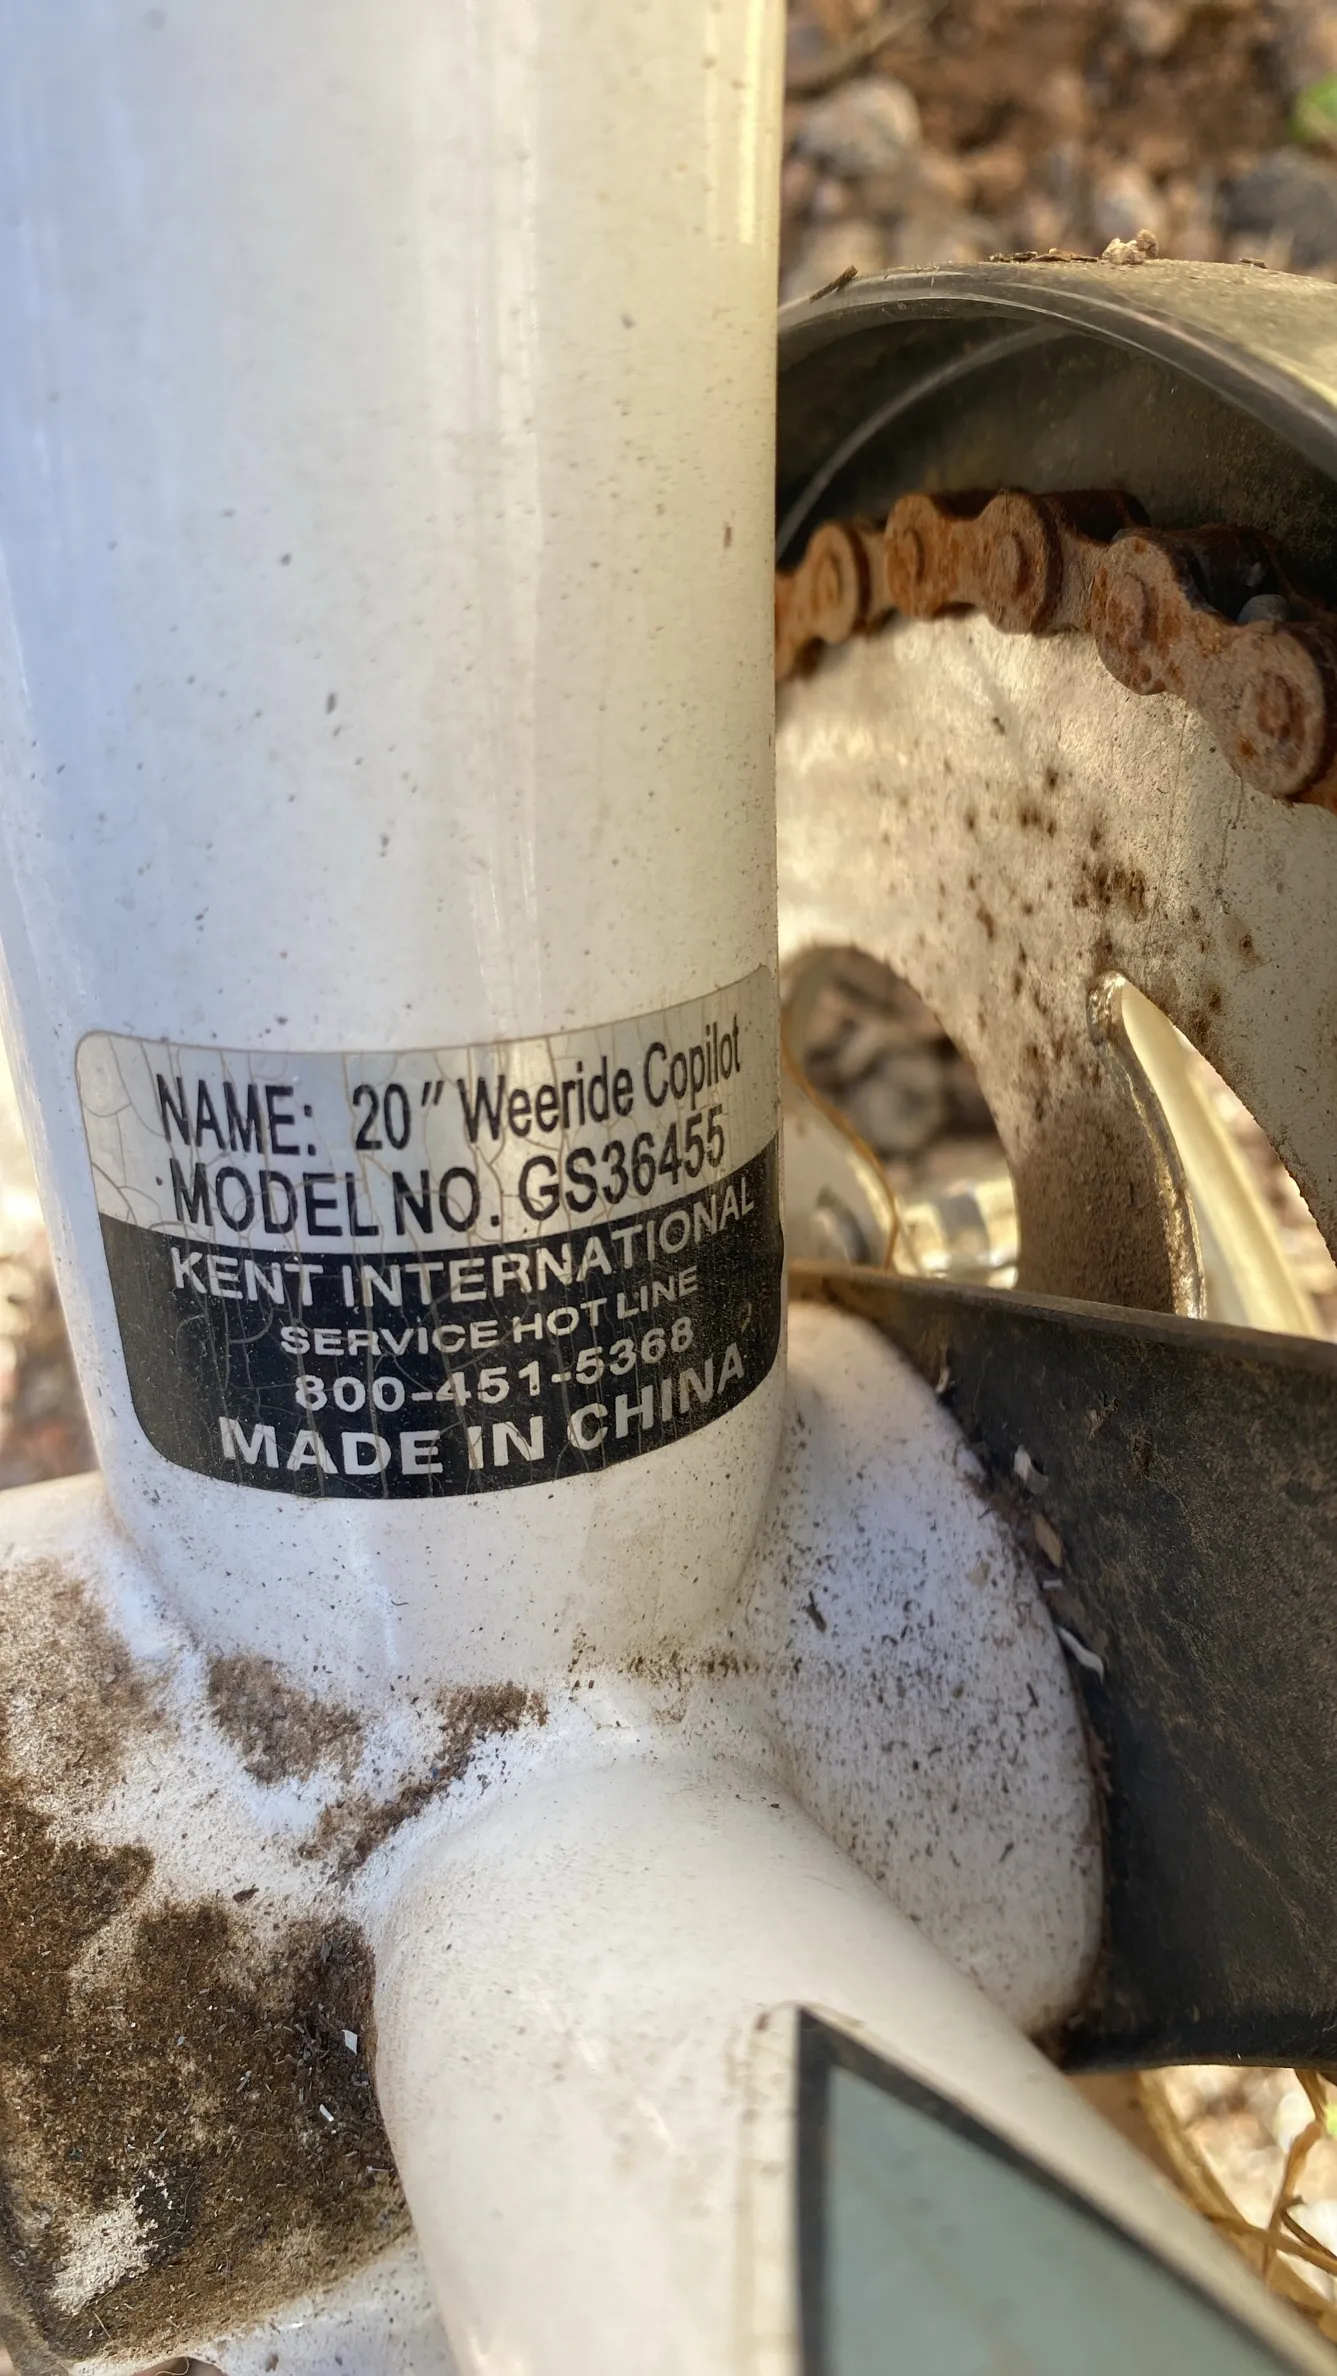 NAME: 20" Weeride Copilot
MODEL NO. GS36455
KENT INTERNATIONAL
SERVICE HOT LINE
800-451-5368
MADE IN CHINA